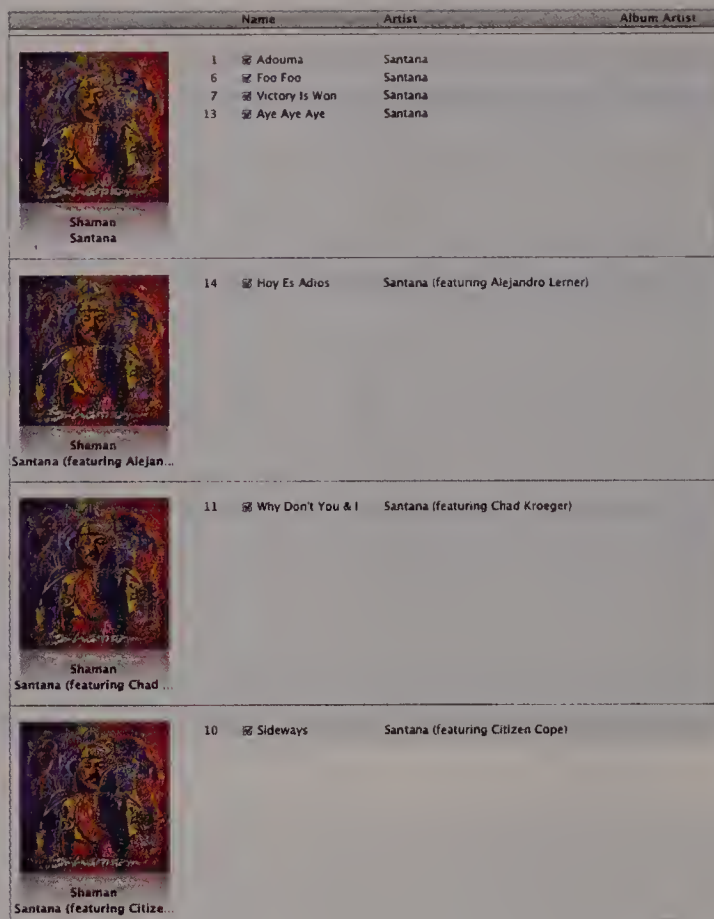 Name Artist Album Artist
1 Adouma Santana
6 Foo Foo Santana
7 Victory Is Won Santana
13 Aye Aye Aye Santana
Shaman
Santana
14 Hoy Es Adios Santana (featuring Alejandro Lerner)
Shaman
Santana (featuring Alejan...
11 Why Don't You & I Santana (featuring Chad Kroeger)
Shaman
Santana (featuring Chad ...
10 Sideways Santana (featuring Citizen Cope)
Shaman
Santana (featuring Citize...